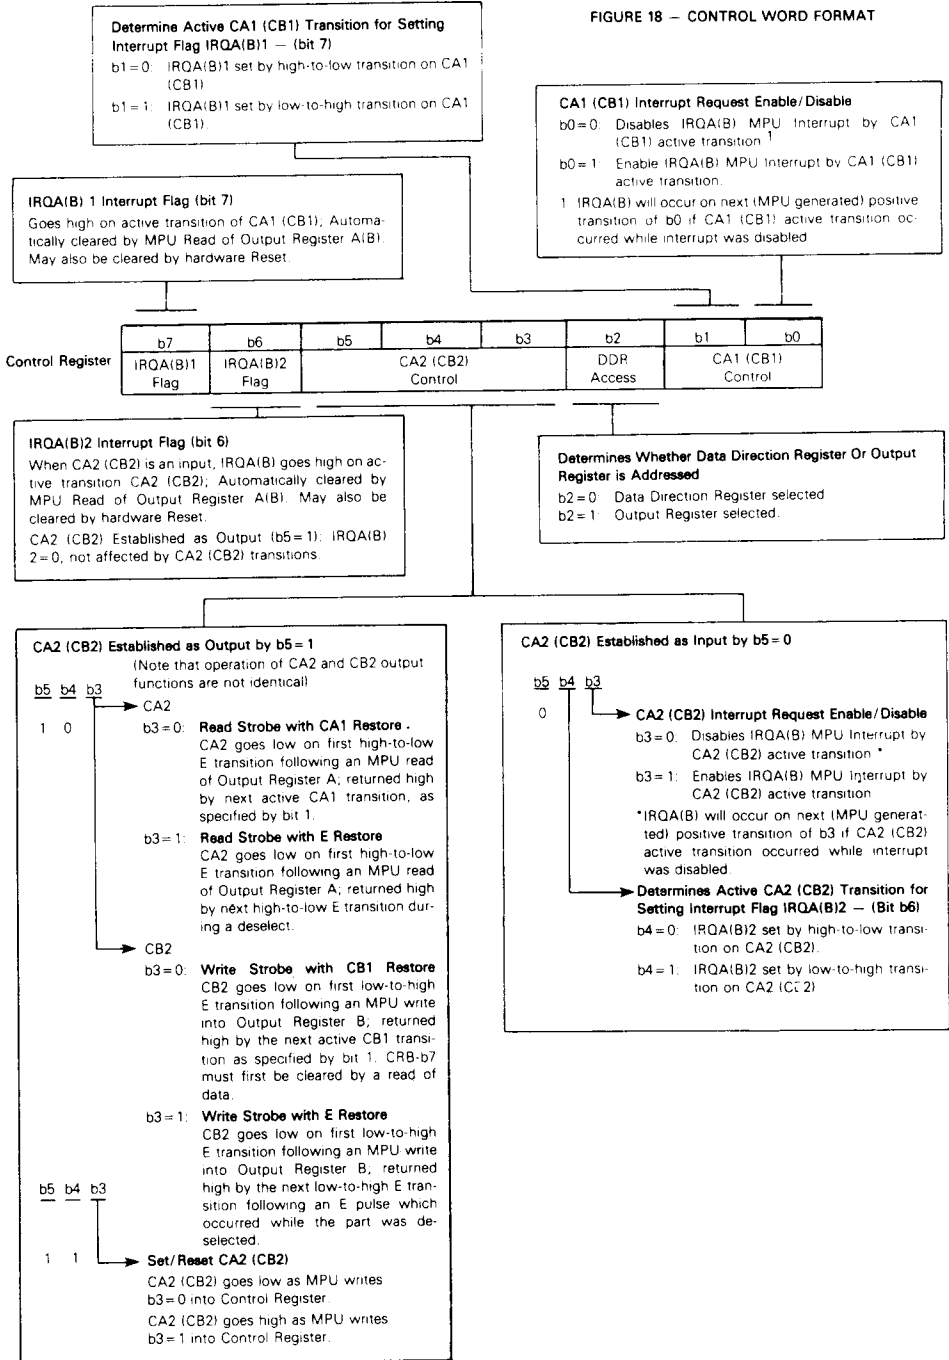 FIGURE 18 — CONTROL WORD FORMAT
Determine Active CA1 (CB1) Transition for Setting
Interrupt Flag IRQA(B)1 — (bit 7)
b1=0: IRQA(B)1 set by high-to-low transition on CA1
(CB1)
b1=1: IRQA(B)1 set by low-to-high transition on CA1
(CB1).
CA1 (CB1) Interrupt Request Enable/Disable
b0=0: Disables IRQA(B) MPU Interrupt by CA1
(CB1) active transition 1
b0=1: Enable IRQA(B) MPU Interrupt by CA1 (CB1)
active transition.
1 IRQA(B) will occur on next (MPU generated) positive
transition of b0 if CA1 (CB1) active transition oc-
curred while interrupt was disabled
IRQA(B) 1 Interrupt Flag (bit 7)
Goes high on active transition of CA1 (CB1); Automa-
tically cleared by MPU Read of Output Register A(B).
May also be cleared by hardware Reset.
Control Register
b7 b6 b5 b4 b3 b2 b1 b0
IRQA(B)1 IRQA(B)2 CA2 (CB2) DDR CA1 (CB1)
Flag Flag Control Access Control
IRQA(B)2 Interrupt Flag (bit 6)
When CA2 (CB2) is an input, IRQA(B) goes high on ac-
tive transition CA2 (CB2); Automatically cleared by
MPU Read of Output Register A(B). May also be
cleared by hardware Reset.
CA2 (CB2) Established as Output (b5=1): IRQA(B)
2=0, not affected by CA2 (CB2) transitions.
Determines Whether Data Direction Register Or Output
Register is Addressed
b2=0: Data Direction Register selected
b2=1: Output Register selected.
CA2 (CB2) Established as Output by b5=1
(Note that operation of CA2 and CB2 output
functions are not identical)
b5 b4 b3
CA2
1 0 b3=0: Read Strobe with CA1 Restore.
CA2 goes low on first high-to-low
E transition following an MPU read
of Output Register A; returned high
by next active CA1 transition, as
specified by bit 1.
b3=1: Read Strobe with E Restore
CA2 goes low on first high-to-low
E transition following an MPU read
of Output Register A; returned high
by next high-to-low E transition dur-
ing a deselect.
CB2
b3=0: Write Strobe with CB1 Restore
CB2 goes low on first low-to-high
E transition following an MPU write
into Output Register B; returned
high by the next active CB1 transi-
tion as specified by bit 1. CRB-b7
must first be cleared by a read of
data.
b3=1: Write Strobe with E Restore
CB2 goes low on first low-to-high
E transition following an MPU write
into Output Register B; returned
high by the next low-to-high E tran-
sition following an E pulse which
occurred while the part was de-
selected.
b5 b4 b3
1 1 Set/Reset CA2 (CB2)
CA2 (CB2) goes low as MPU writes
b3=0 into Control Register.
CA2 (CB2) goes high as MPU writes
b3=1 into Control Register.
CA2 (CB2) Established as Input by b5=0
b5 b4 b3
0 CA2 (CB2) Interrupt Request Enable/Disable
b3=0: Disables IRQA(B) MPU Interrupt by
CA2 (CB2) active transition *
b3=1: Enables IRQA(B) MPU Interrupt by
CA2 (CB2) active transition
*IRQA(B) will occur on next (MPU generat-
ed) positive transition of b3 if CA2 (CB2)
active transition occurred while interrupt
was disabled.
Determines Active CA2 (CB2) Transition for
Setting Interrupt Flag IRQA(B)2 — (Bit b6)
b4=0: IRQA(B)2 set by high-to-low transi-
tion on CA2 (CB2).
b4=1: IRQA(B)2 set by low-to-high transi-
tion on CA2 (CB2)